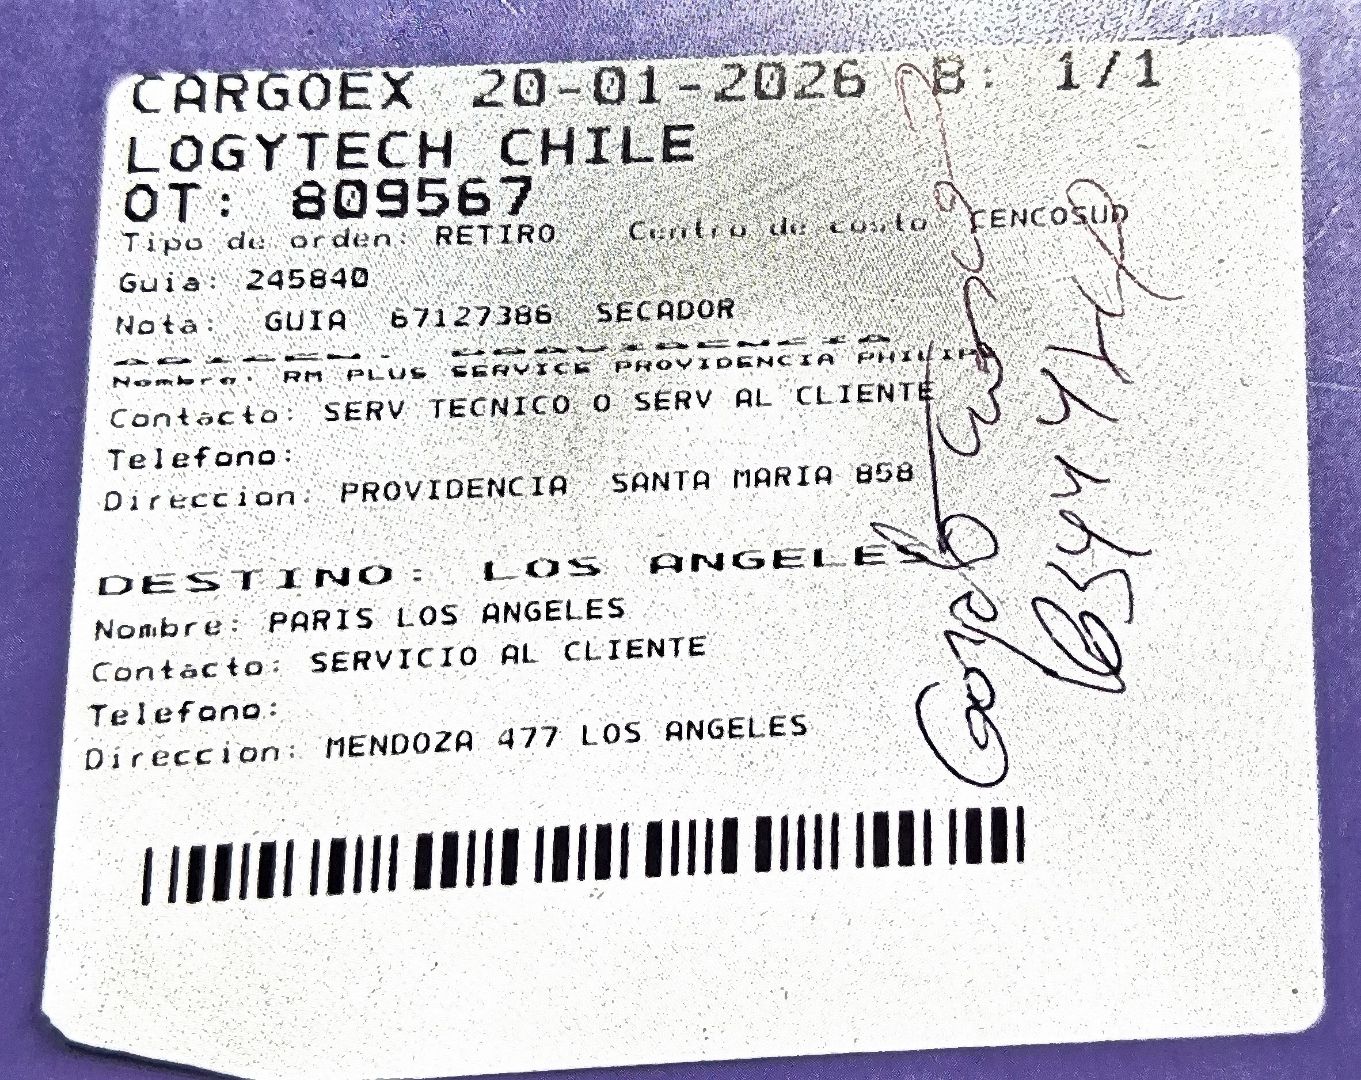 CARGOEX 20-01-2026 B: 1/1
LOGYTECH CHILE
OT: 809567
Tipo de orden: RETIRO Centro de costo CENCOSUD
Guia: 245840
Nota: GUIA 67127386 SECADOR
Nombre: RM PLUS SERVICE PROVIDENCIA PHILIP
Contacto: SERV TECNICO O SERV AL CLIENTE
Telefono:
Direccion: PROVIDENCIA SANTA MARIA 858
DESTINO: LOS ANGELES
Nombre: PARIS LOS ANGELES
Contacto: SERVICIO AL CLIENTE
Telefono:
Direccion: MENDOZA 477 LOS ANGELES